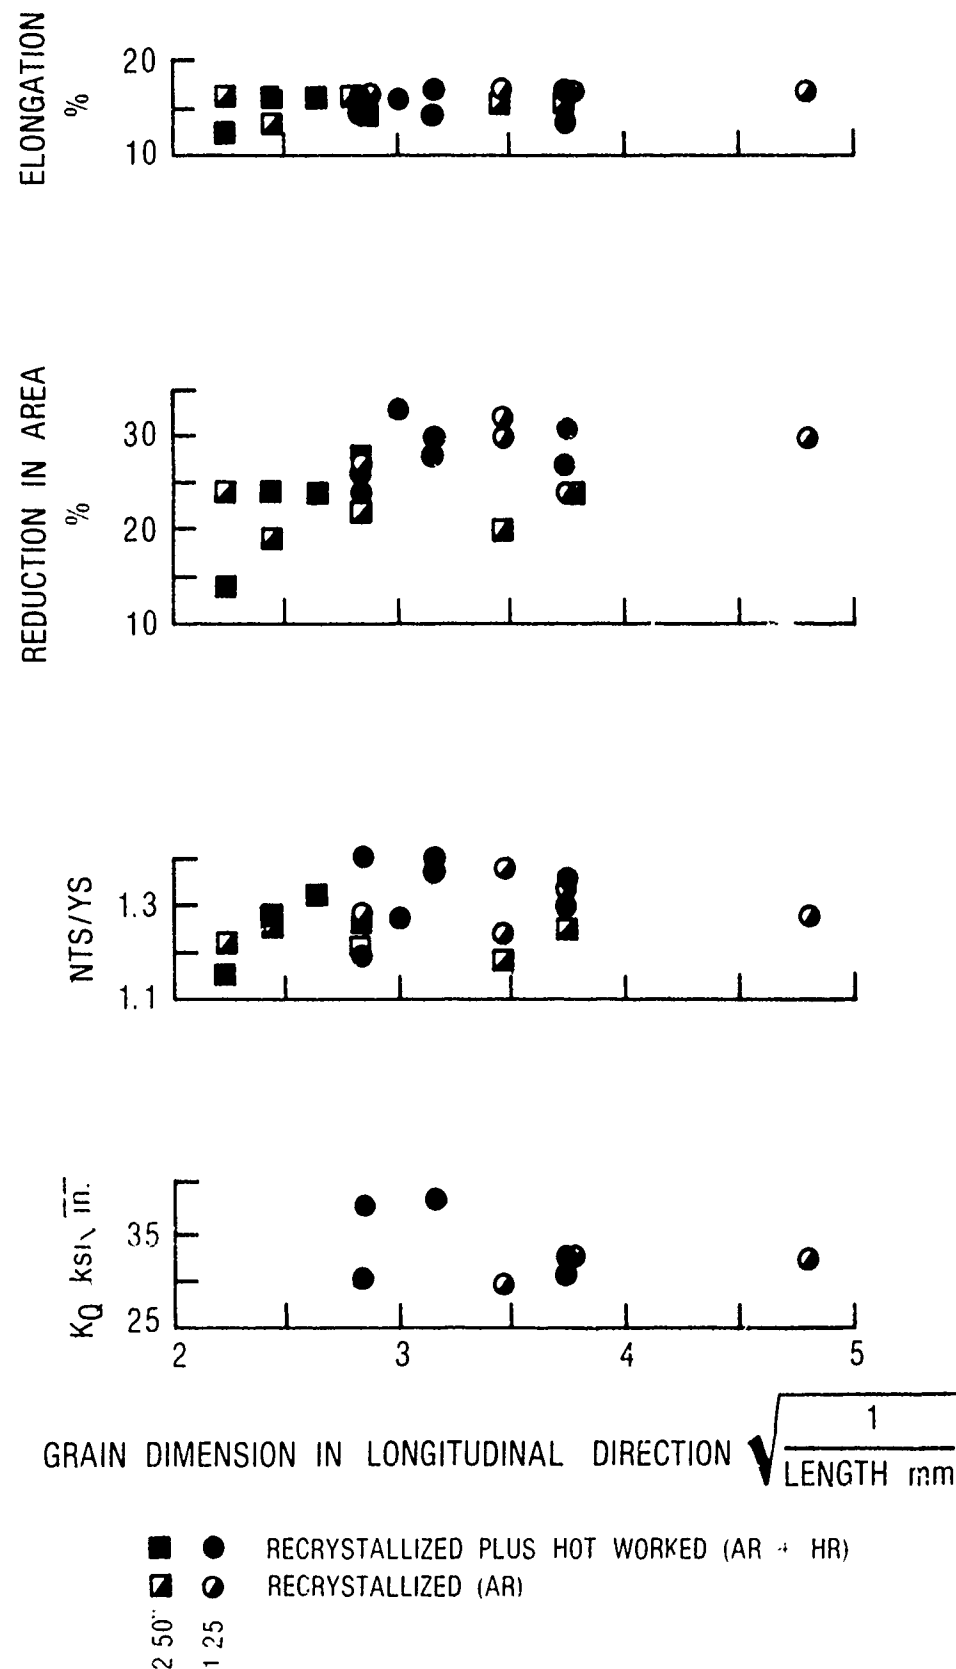 ELONGATION
%
20
10
REDUCTION IN AREA
%
30
20
10
NTS/YS
1.3
1.1
KQ ksi√in.
35
25
2 3 4 5
GRAIN DIMENSION IN LONGITUDINAL DIRECTION √ 1
LENGTH mm
RECRYSTALLIZED PLUS HOT WORKED (AR + HR)
RECRYSTALLIZED (AR)
2 50"
1 25